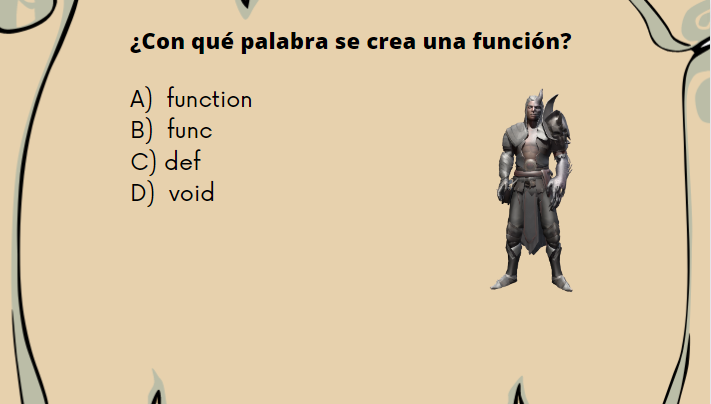 ¿Con qué palabra se crea una función?
A) function
B) func
C) def
D) void